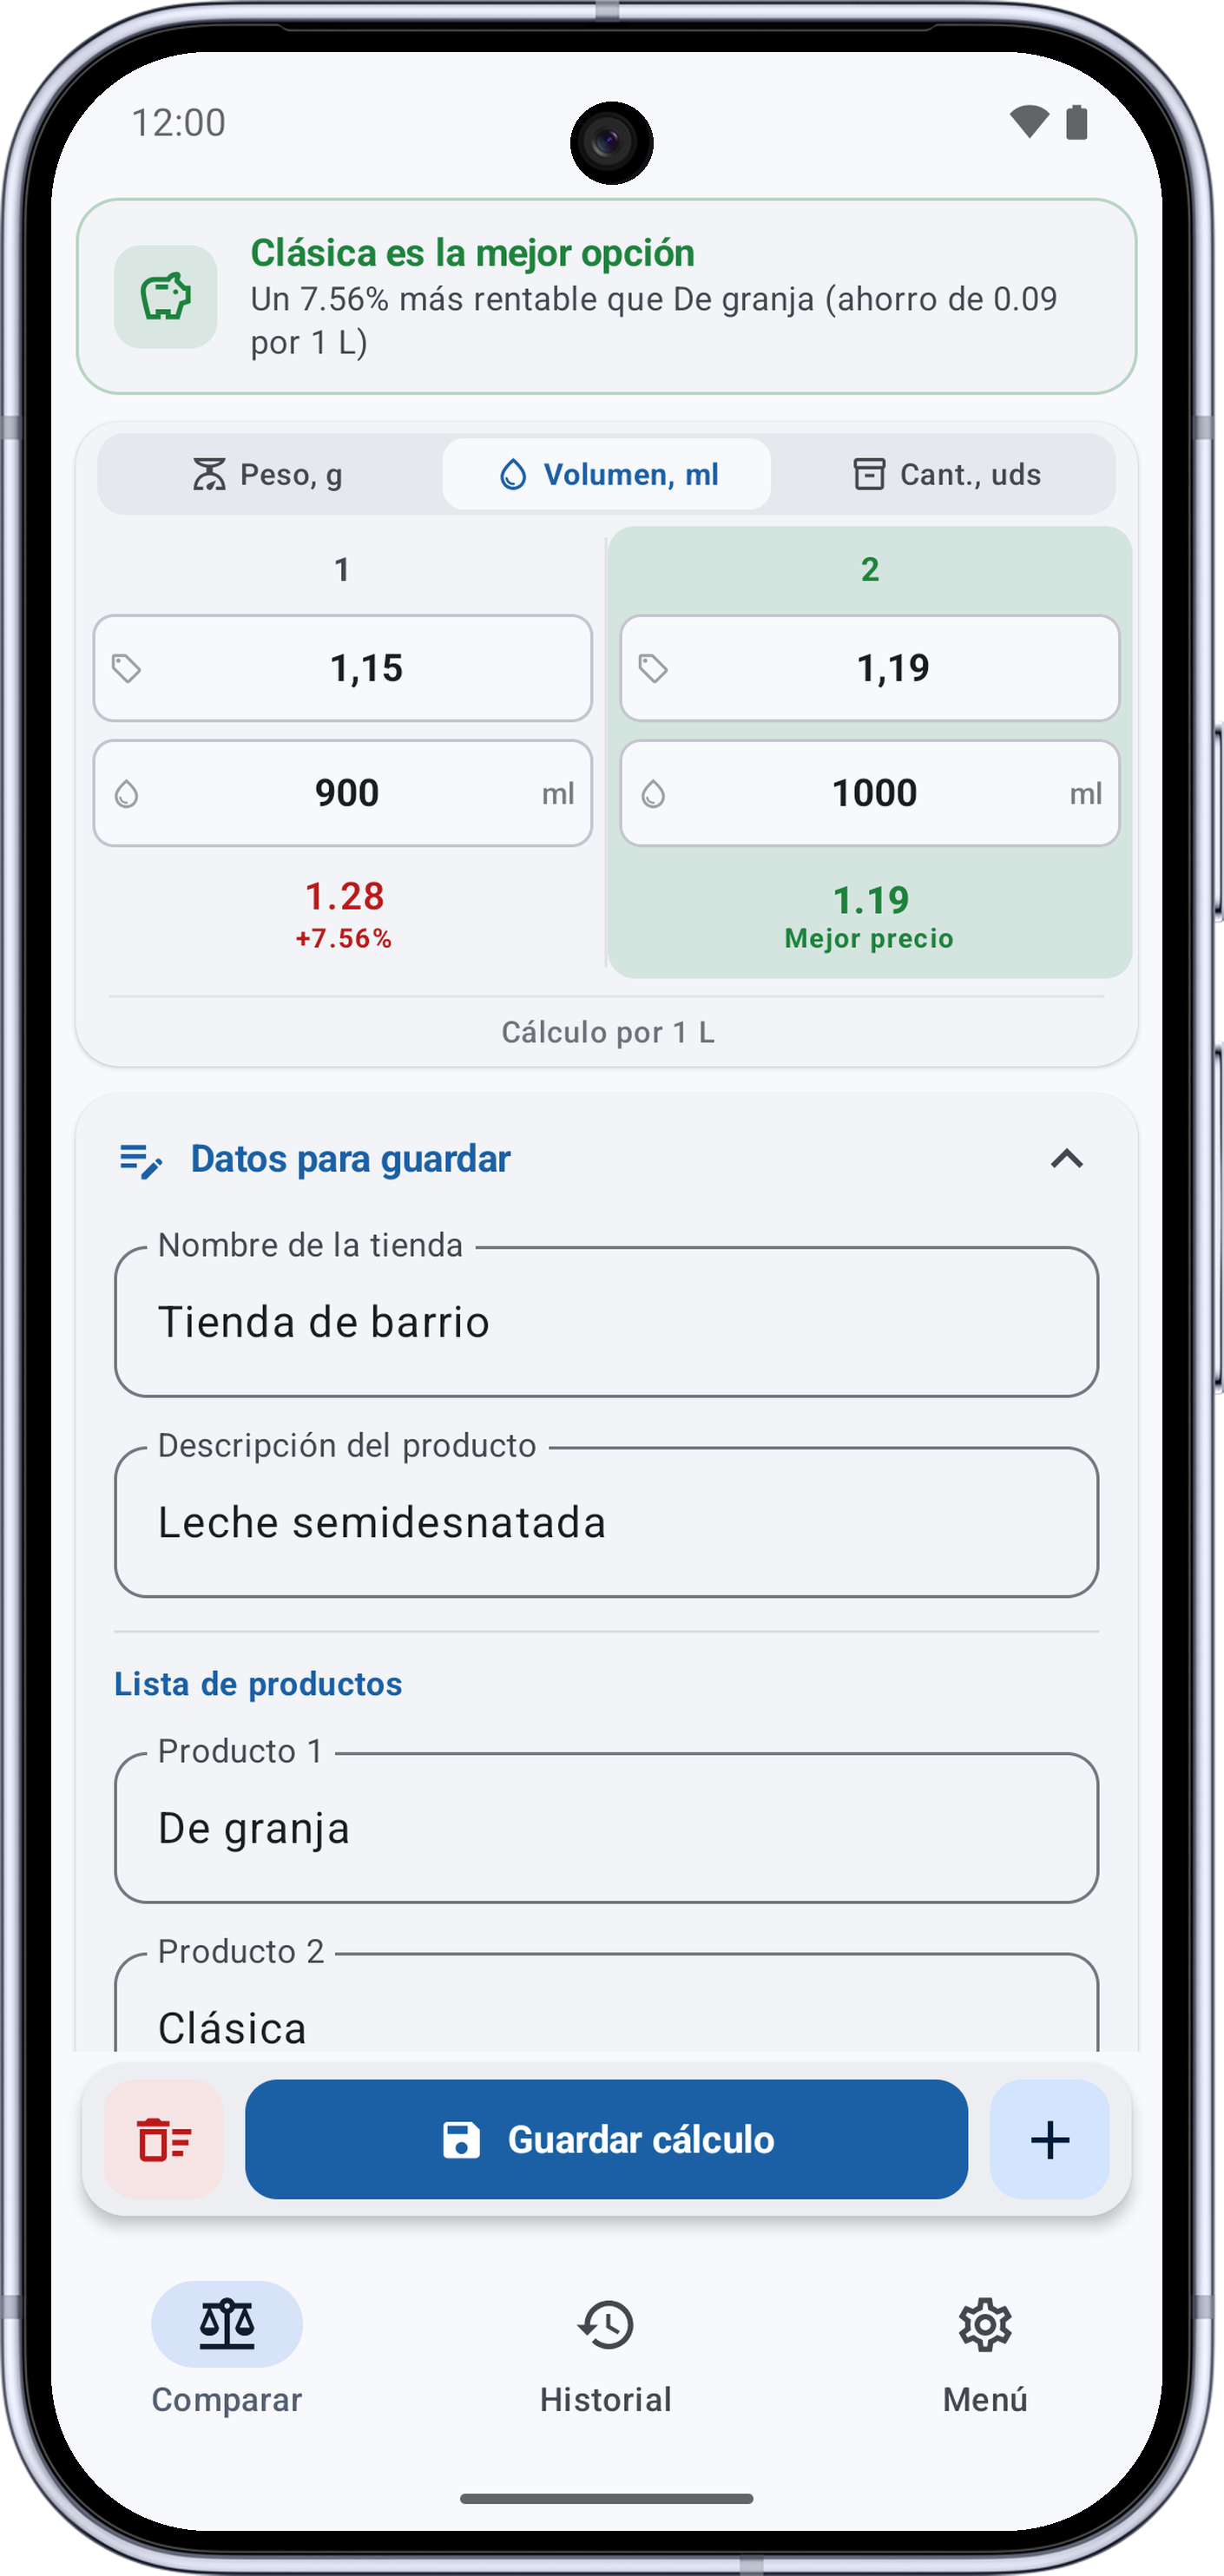 12:00
Clásica es la mejor opción
Un 7.56% más rentable que De granja (ahorro de 0.09
por 1 L)
Peso, g
Volumen, ml
Cant., uds
1
2
1,15
1,19
900 ml
1000 ml
1.28
1.19
+7.56%
Mejor precio
Cálculo por 1 L
Datos para guardar
Nombre de la tienda
Tienda de barrio
Descripción del producto
Leche semidesnatada
Lista de productos
Producto 1
De granja
Producto 2
Clásica
Guardar cálculo
Comparar
Historial
Menú